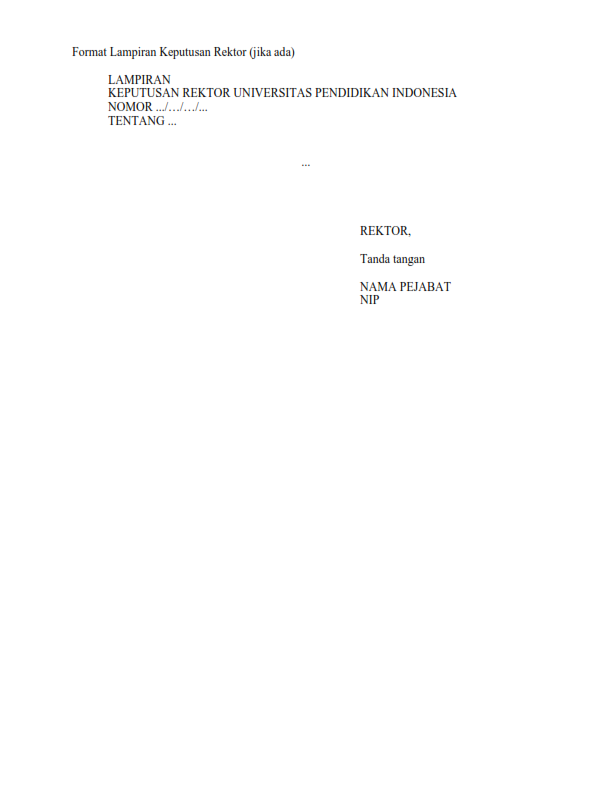 Format Lampiran Keputusan Rektor (jika ada)
LAMPIRAN
KEPUTUSAN REKTOR UNIVERSITAS PENDIDIKAN INDONESIA
NOMOR .../…/…/...
TENTANG ...
...
REKTOR,
Tanda tangan
NAMA PEJABAT
NIP